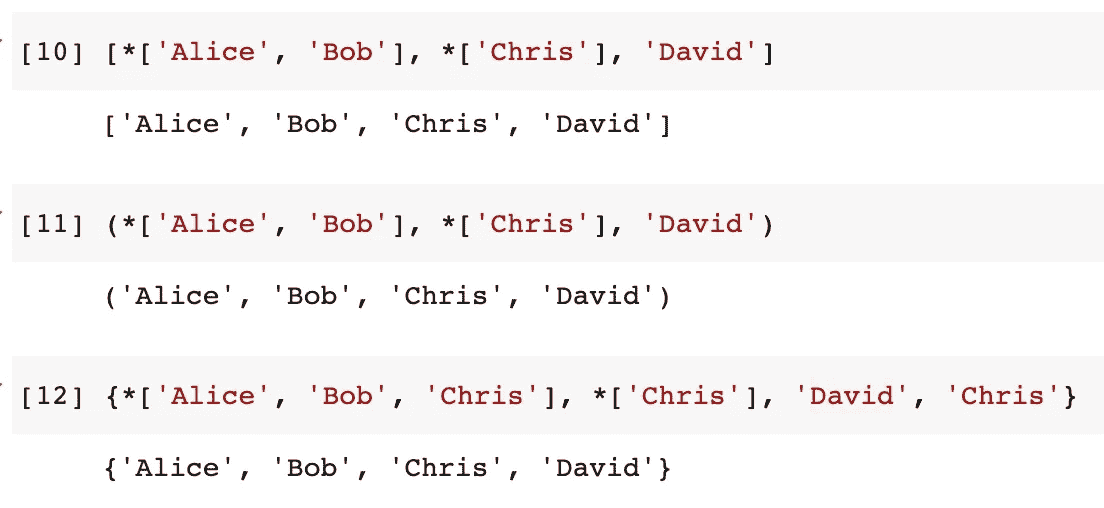 [10] [*['Alice', 'Bob'], *['Chris'], 'David']
['Alice', 'Bob', 'Chris', 'David']
[11] (*['Alice', 'Bob'], *['Chris'], 'David')
('Alice', 'Bob', 'Chris', 'David')
[12] {*['Alice', 'Bob', 'Chris'], *['Chris'], 'David', 'Chris'}
{'Alice', 'Bob', 'Chris', 'David'}